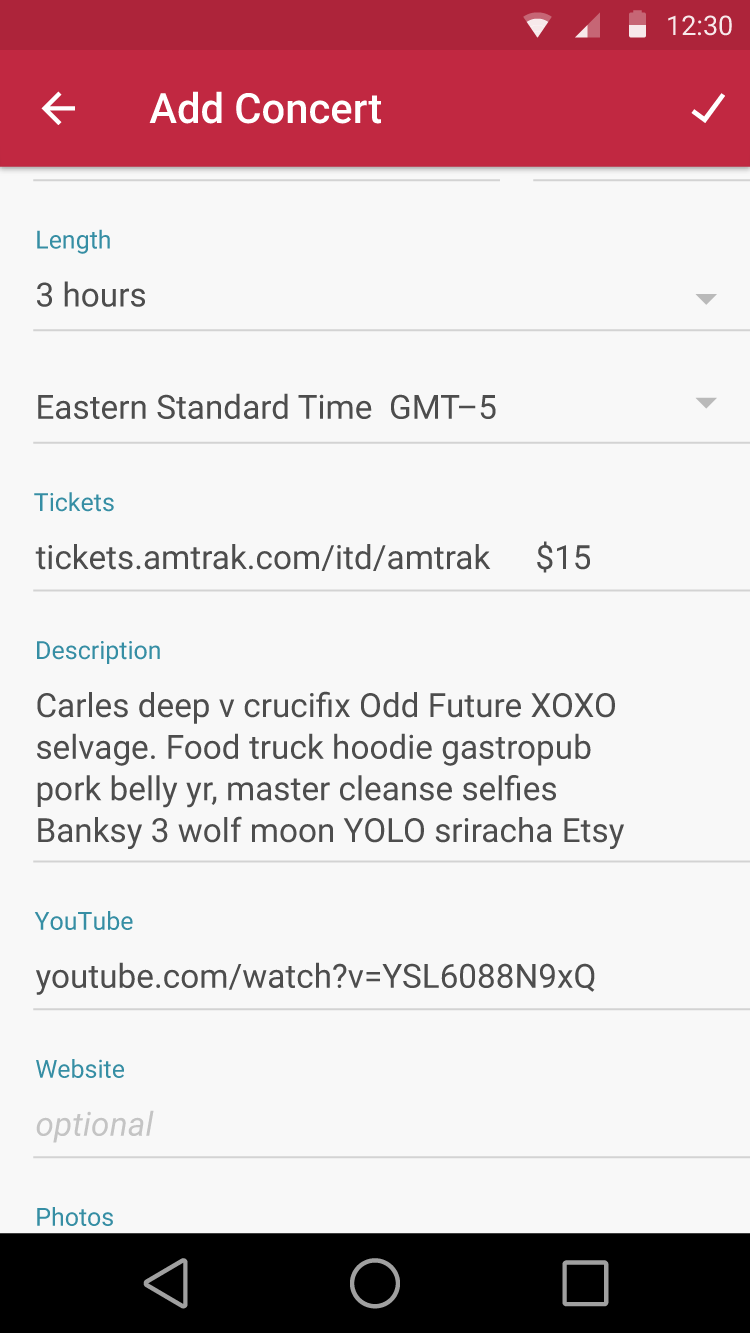 12:30
Add Concert
Length
3 hours
Eastern Standard Time GMT–5
Tickets
tickets.amtrak.com/itd/amtrak $15
Description
Carles deep v crucifix Odd Future XOXO
selvage. Food truck hoodie gastropub
pork belly yr, master cleanse selfies
Banksy 3 wolf moon YOLO sriracha Etsy
YouTube
youtube.com/watch?v=YSL6088N9xQ
Website
optional
Photos